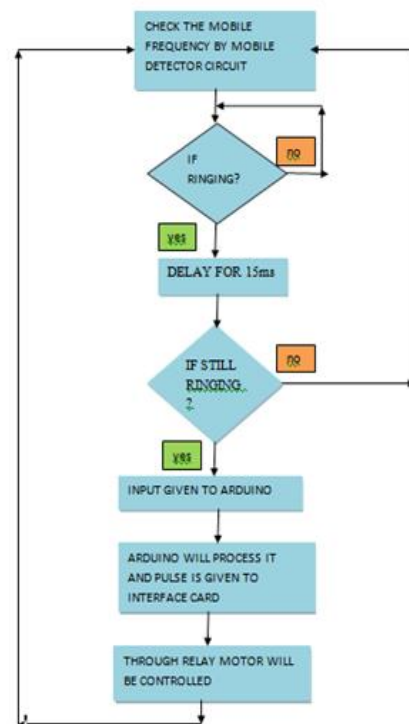 CHECK THE MOBILE
FREQUENCY BY MOBILE
DETECTOR CIRCUIT
IF
RINGING?
no
yes
DELAY FOR 15ms
IF STILL
RINGING
?
no
yes
INPUT GIVEN TO ARDUINO
ARDUINO WILL PROCESS IT
AND PULSE IS GIVEN TO
INTERFACE CARD
THROUGH RELAY MOTOR WILL
BE CONTROLLED